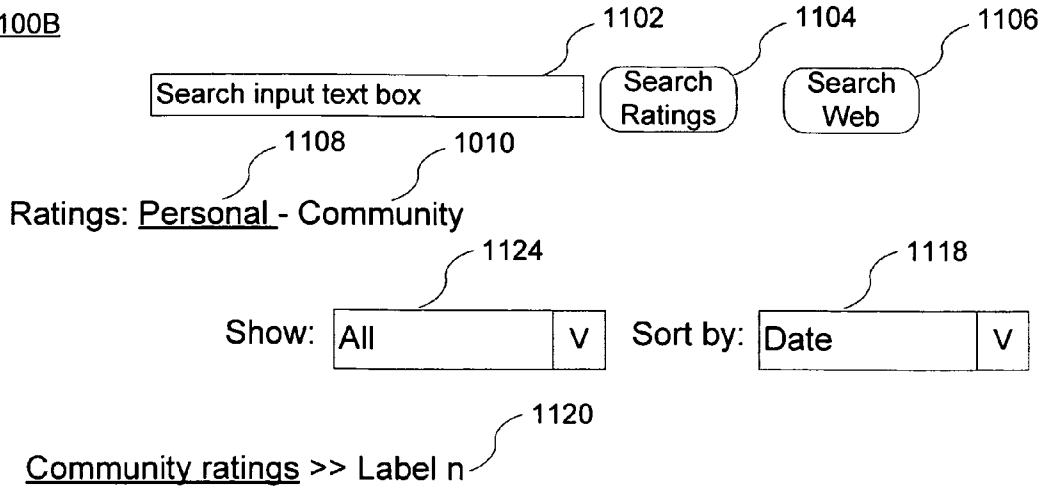 100B
1102 1104 1106
Search input text box Search Ratings Search Web
1108 1010
Ratings: Personal - Community
1124 1118
Show: All V Sort by: Date V
1120
Community ratings >> Label n